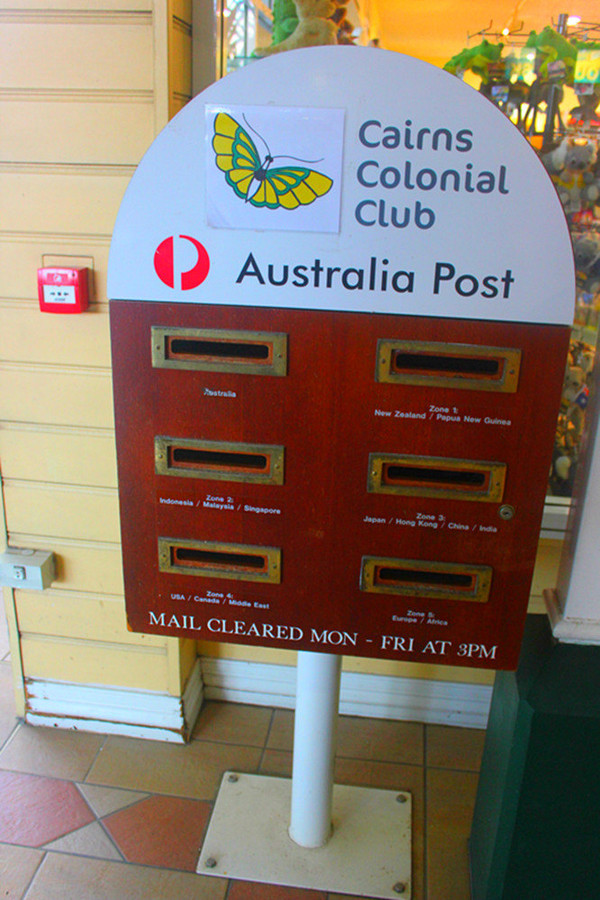 Cairns
Colonial
Club
Australia Post
Australia
Zone 1:
New Zealand / Papua New Guinea
Zone 2:
Indonesia / Malaysia / Singapore
Zone 3:
Japan / Hong Kong / China / India
Zone 4:
USA / Canada / Middle East
Zone 5:
Europe / Africa
MAIL CLEARED MON - FRI AT 3PM